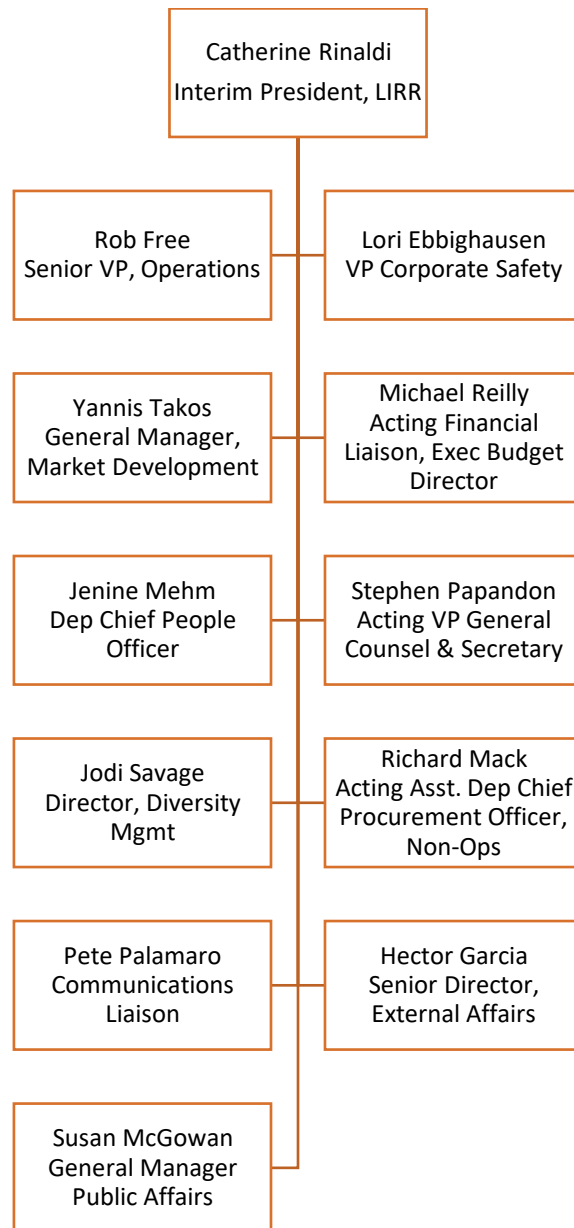 Catherine Rinaldi
Interim President, LIRR
Rob Free
Senior VP, Operations
Lori Ebbighausen
VP Corporate Safety
Yannis Takos
General Manager,
Market Development
Michael Reilly
Acting Financial
Liaison, Exec Budget
Director
Jenine Mehm
Dep Chief People
Officer
Stephen Papandon
Acting VP General
Counsel & Secretary
Jodi Savage
Director, Diversity
Mgmt
Richard Mack
Acting Asst. Dep Chief
Procurement Officer,
Non-Ops
Pete Palamaro
Communications
Liaison
Hector Garcia
Senior Director,
External Affairs
Susan McGowan
General Manager
Public Affairs